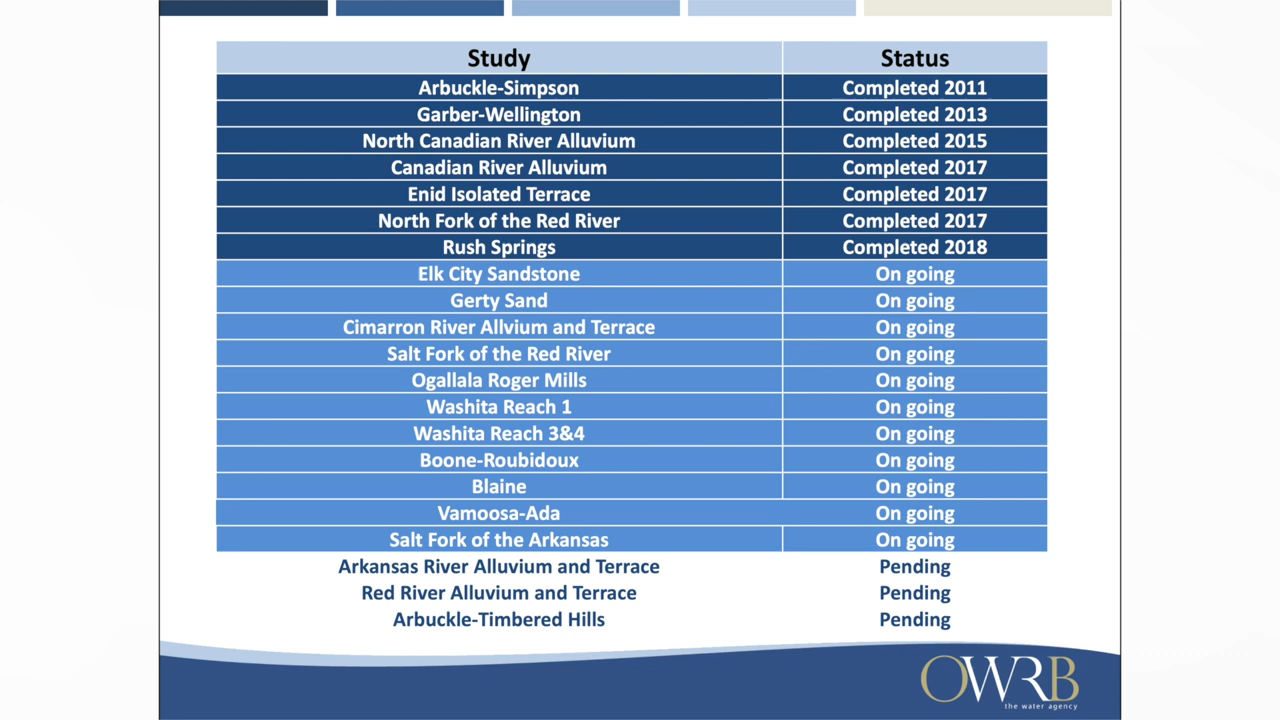 Study Status
Arbuckle-Simpson Completed 2011
Garber-Wellington Completed 2013
North Canadian River Alluvium Completed 2015
Canadian River Alluvium Completed 2017
Enid Isolated Terrace Completed 2017
North Fork of the Red River Completed 2017
Rush Springs Completed 2018
Elk City Sandstone On going
Gerty Sand On going
Cimarron River Allvium and Terrace On going
Salt Fork of the Red River On going
Ogallala Roger Mills On going
Washita Reach 1 On going
Washita Reach 3&4 On going
Boone-Roubidoux On going
Blaine On going
Vamoosa-Ada On going
Salt Fork of the Arkansas On going
Arkansas River Alluvium and Terrace Pending
Red River Alluvium and Terrace Pending
Arbuckle-Timbered Hills Pending
OWRB
the water agency